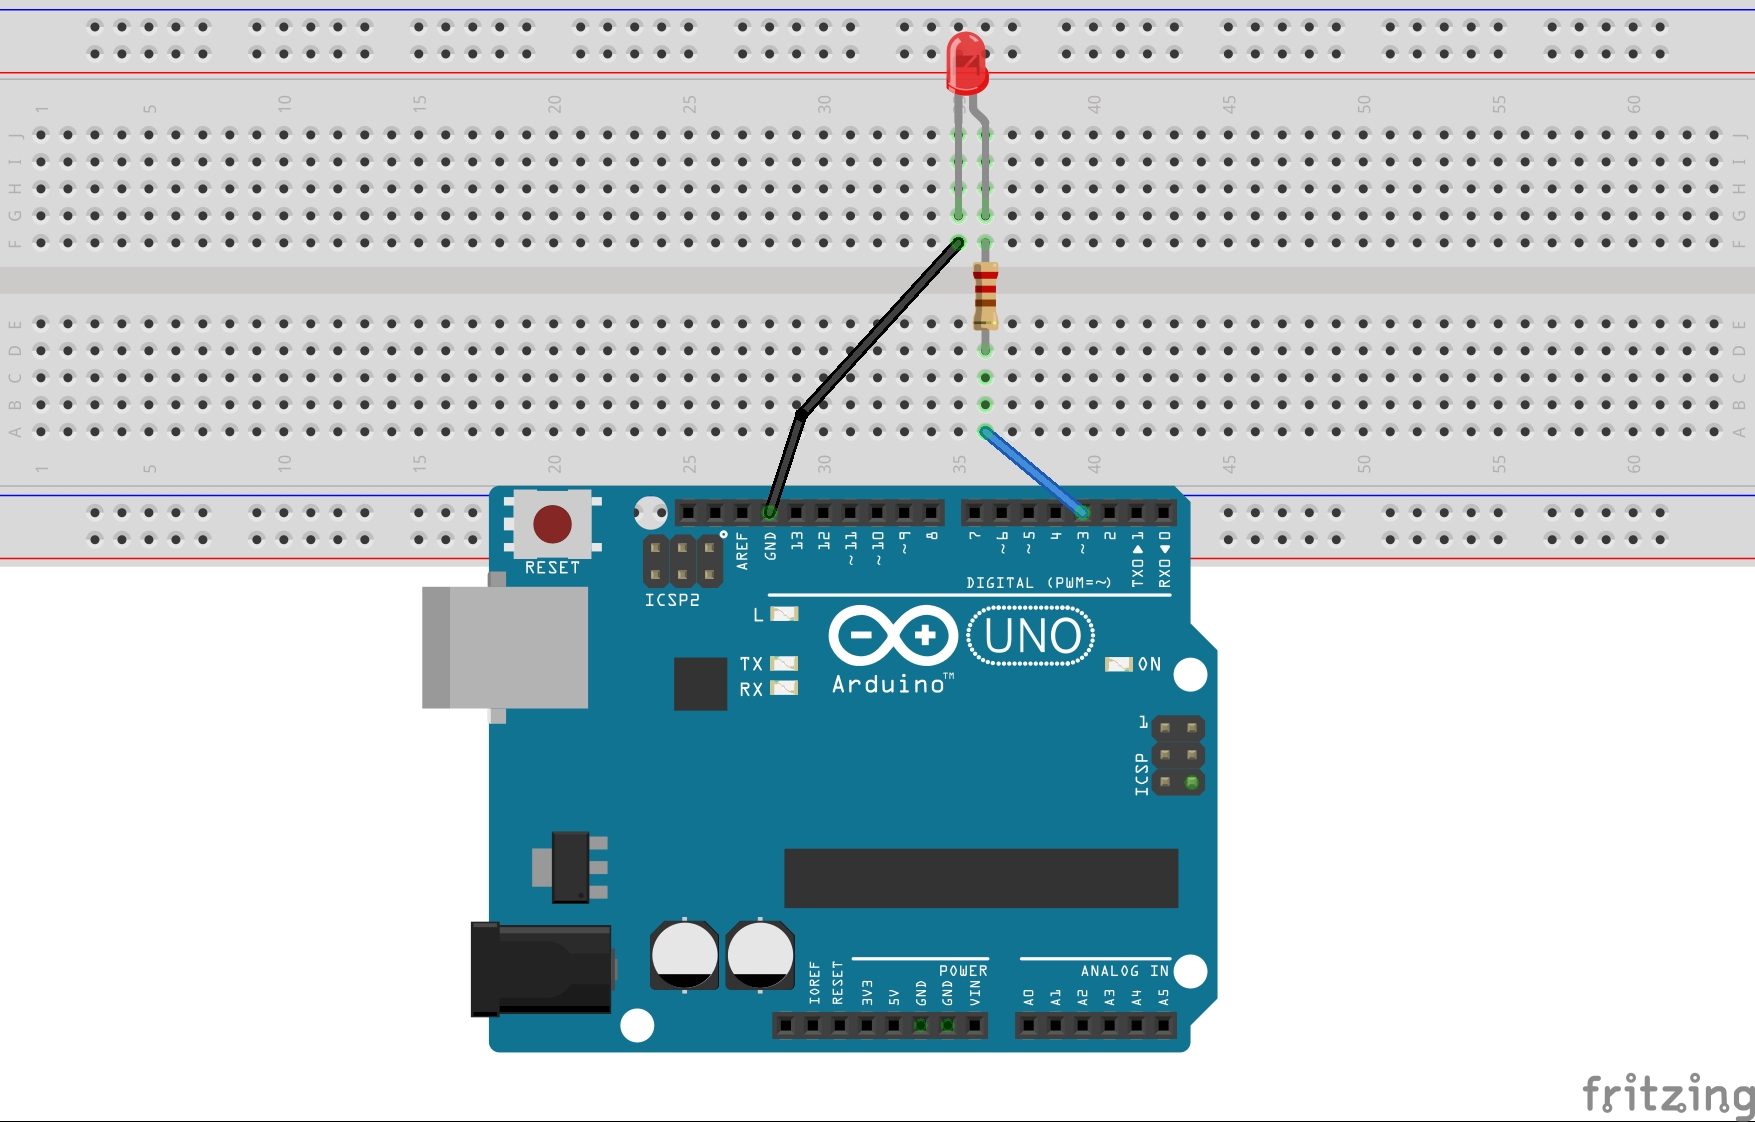 1 5 10 15 20 25 30 35 40 45 50 55 60
J J
I I
H H
G G
F F
E E
D D
C C
B B
A A
1 5 10 15 20 25 30 35 40 45 50 55 60
RESET
ICSP2
AREF GND 13 12 ~11 ~10 ~9 8 7 ~6 ~5 4 ~3 2 TX0▶1 RX0◀0
DIGITAL (PWM=~)
L
TX
RX
UNO
Arduino™
ON
1
ICSP
POWER
ANALOG IN
IOREF RESET 3V3 5V GND GND VIN A0 A1 A2 A3 A4 A5
fritzing